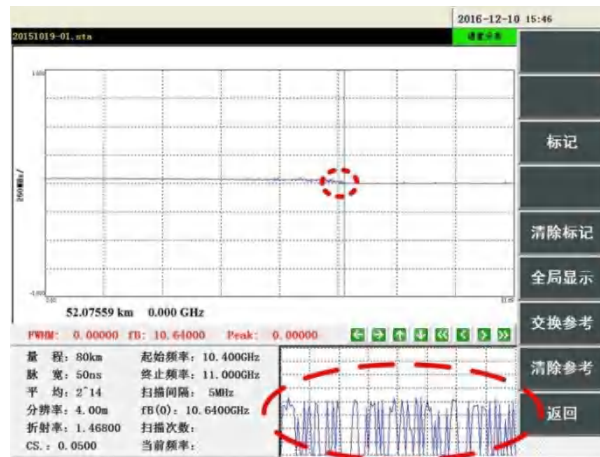 2016-12-10 15:46
20151019-01.stn
标记
清除标记
全局显示
交换参考
清除参考
返回
52.07559 km 0.000 GHz
FWHM: 0.00000 fB: 10.64000 Peak: 0.00000
量 程: 80km 起始频率: 10.400GHz
脉 宽: 50ns 终止频率: 11.000GHz
平 均: 2^14 扫描间隔: 5MHz
分辨率: 4.00m fB(0): 10.6400GHz
折射率: 1.46800 扫描次数:
CS.: 0.0500 当前频率: